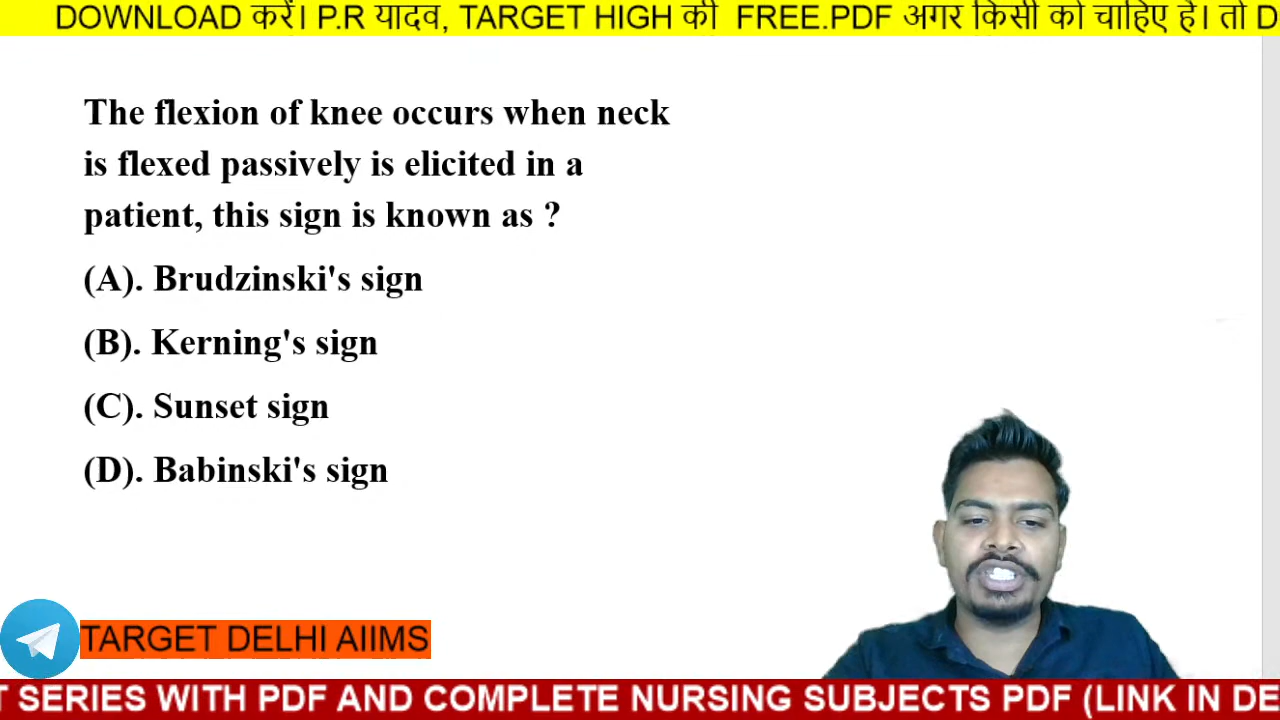 DOWNLOAD करें। P.R यादव, TARGET HIGH की FREE.PDF अगर किसी को चाहिए है। तो D
The flexion of knee occurs when neck
is flexed passively is elicited in a
patient, this sign is known as ?
(A). Brudzinski's sign
(B). Kerning's sign
(C). Sunset sign
(D). Babinski's sign
TARGET DELHI AIIMS
T SERIES WITH PDF AND COMPLETE NURSING SUBJECTS PDF (LINK IN DE